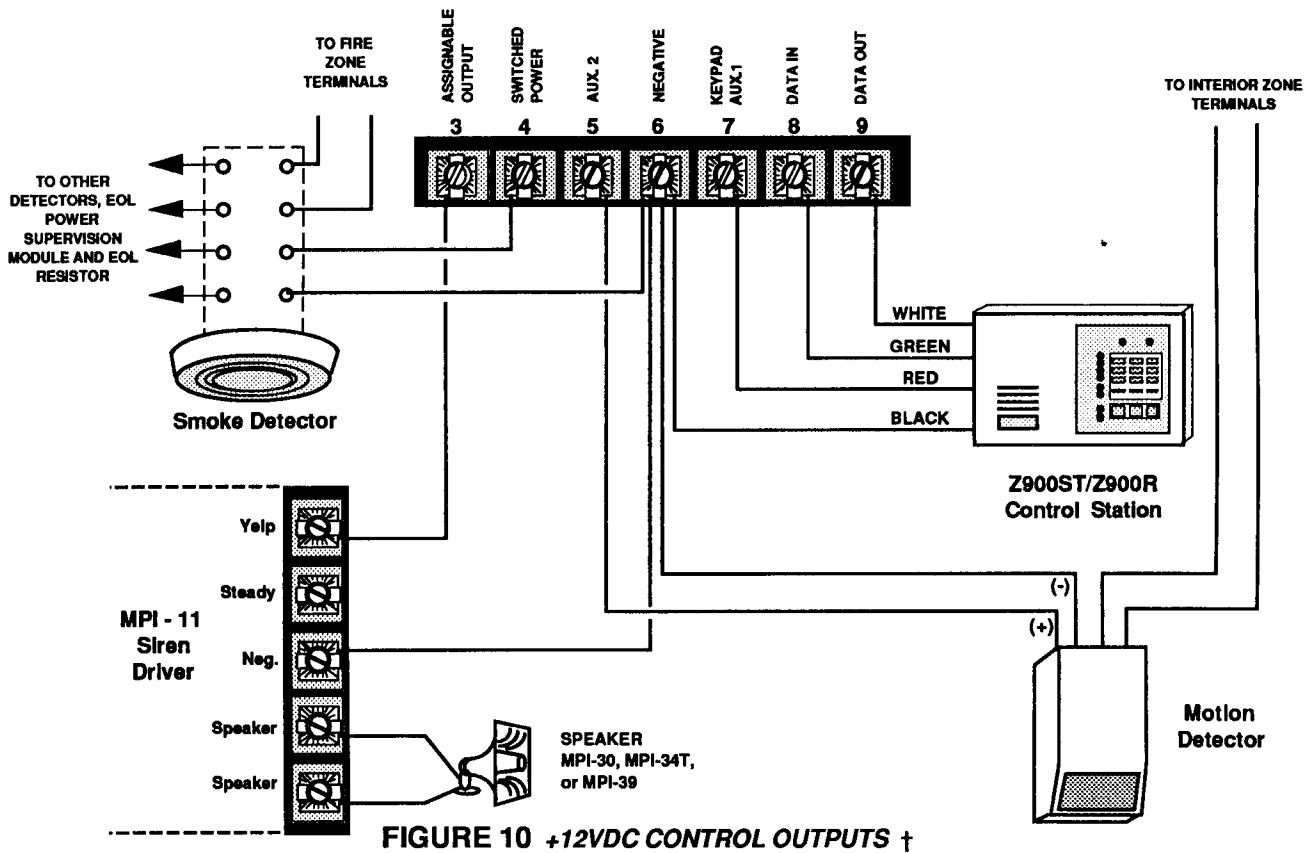 TO FIRE
ZONE
TERMINALS
ASSIGNABLE
OUTPUT
SWITCHED
POWER
AUX. 2
NEGATIVE
KEYPAD
AUX.1
DATA IN
DATA OUT
3 4 5 6 7 8 9
TO INTERIOR ZONE
TERMINALS
TO OTHER
DETECTORS, EOL
POWER
SUPERVISION
MODULE AND EOL
RESISTOR
Smoke Detector
WHITE
GREEN
RED
BLACK
Z900ST/Z900R
Control Station
Yelp
Steady
Neg.
Speaker
Speaker
MPI - 11
Siren
Driver
SPEAKER
MPI-30, MPI-34T,
or MPI-39
(-)
(+)
Motion
Detector
FIGURE 10 +12VDC CONTROL OUTPUTS †